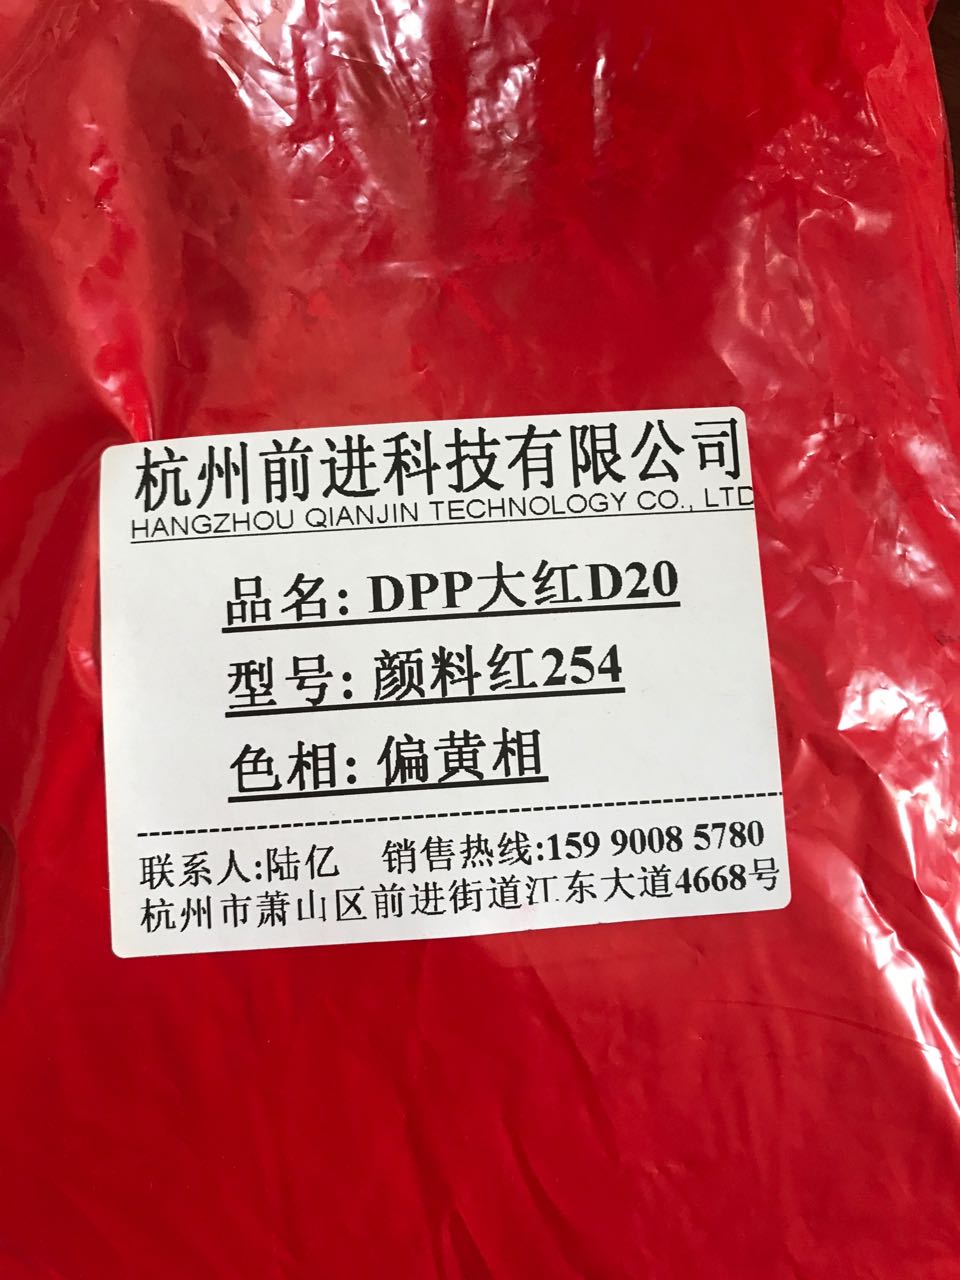 杭州前进科技有限公司
HANGZHOU QIANJIN TECHNOLOGY CO., LTD
品名: DPP大红D20
型号: 颜料红254
色相: 偏黄相
联系人:陆亿 销售热线:159 9008 5780
杭州市萧山区前进街道江东大道4668号